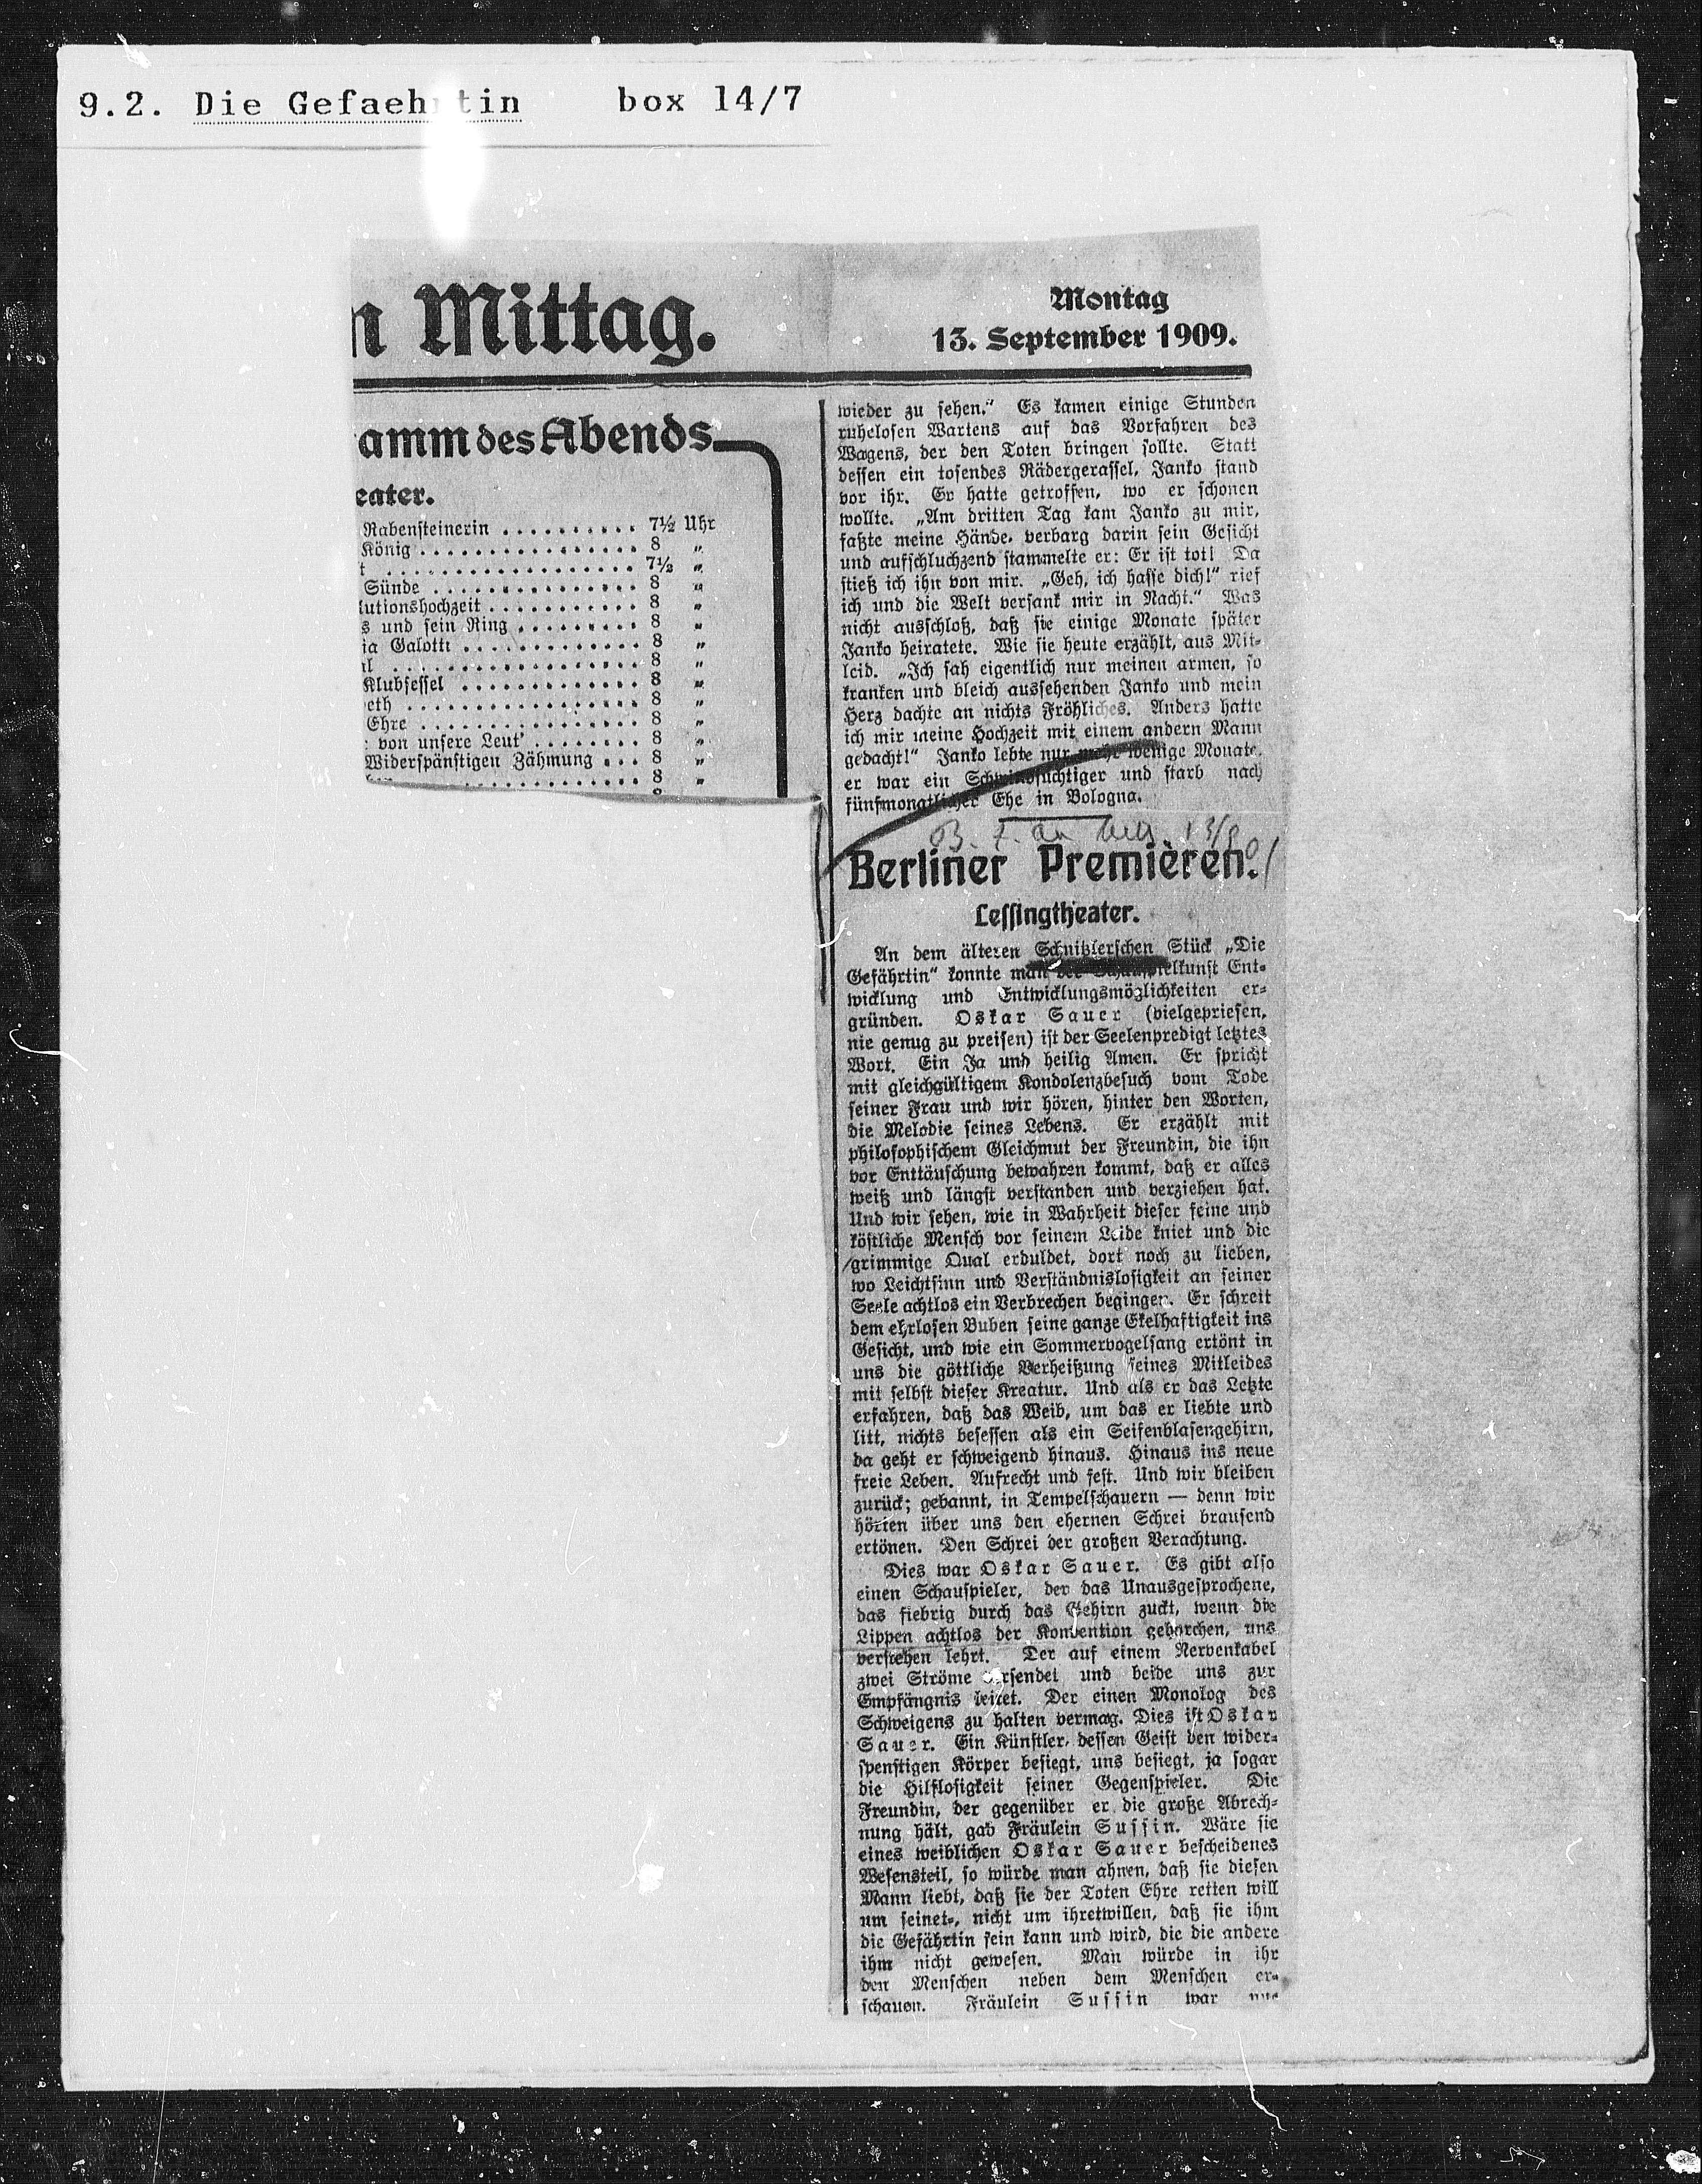 9.2. Die Gefaehrtin box 14/7
n Mittag.
Montag
13. September 1909.
amm des Abends
eater.
Rabensteinerin .......... 7½ Uhr
König ................ 8 „
t .................. 7½ „
Sünde ............... 8 „
lutionshochzeit ........... 8 „
s und sein Ring ......... 8 „
ia Galotti ............. 8 „
il .................. 8 „
Klubsessel ............. 8 „
eth ................. 8 „
Ehre ................ 8 „
: von unsere Leut' ........ 8 „
Widerspänstigen Zähmung ... 8 „
.............. 8 „
wieder zu sehen.“ Es kamen einige Stunden
ruhelosen Wartens auf das Vorfahren des
Wagens, der den Toten bringen sollte. Statt
dessen ein tosendes Rädergerassel, Janko stand
vor ihr. Er hatte getroffen, wo er schonen
wollte. „Am dritten Tag kam Janko zu mir,
faßte meine Hände, verbarg darin sein Gesicht
und aufschluchzend stammelte er: Er ist tot! Da
stieß ich ihn von mir. „Geh, ich hasse dich!“ rief
ich und die Welt versank mir in Nacht.“ Was
nicht ausschloß, daß sie einige Monate später
Janko heiratete. Wie sie heute erzählt, aus Mit-
leid. „Ich sah eigentlich nur meinen armen, so
kranken und bleich aussehenden Janko und mein
Herz dachte an nichts Fröhliches. Anders hatte
ich mir meine Hochzeit mit einem andern Mann
gedacht!“ Janko lebte nur mehr wenige Monate,
er war ein Schwindsüchtiger und starb nach
fünfmonatlicher Ehe in Bologna.
B. Z. am
Berliner Premièren.
Lessingtheater.
An dem älteren Schnitzlerschen Stück „Die
Gefährtin“ konnte man der Schauspielkunst Ent-
wicklung und Entwicklungsmöglichkeiten er-
gründen. Oskar Sauer (vielgepriesen,
nie genug zu preisen) ist der Seelenpredigt letztes
Wort. Ein Ja und heilig Amen. Er spricht
mit gleichgültigem Kondolenzbesuch vom Tode
seiner Frau und wir hören, hinter den Worten,
die Melodie seines Lebens. Er erzählt mit
philosophischem Gleichmut der Freundin, die ihn
vor Enttäuschung bewahren kommt, daß er alles
weiß und längst verstanden und verziehen hat.
Und wir sehen, wie in Wahrheit dieser feine und
köstliche Mensch vor seinem Leide kniet und die
grimmige Qual erduldet, dort noch zu lieben,
wo Leichtsinn und Verständnislosigkeit an seiner
Seele achtlos ein Verbrechen begingen. Er schreit
dem ehrlosen Buben seine ganze Ekelhaftigkeit ins
Gesicht, und wie ein Sommervogelsang ertönt in
uns die göttliche Verheißung seines Mitleides
mit selbst dieser Kreatur. Und als er das Letzte
erfahren, daß das Weib, um das er liebte und
litt, nichts besessen als ein Seifenblasengehirn,
da geht er schweigend hinaus. Hinaus ins neue
freie Leben. Aufrecht und fest. Und wir bleiben
zurück; gebannt, in Tempelschauern — denn wir
hörten über uns den ehernen Schrei brausend
ertönen. Den Schrei der großen Verachtung.
Dies war Oskar Sauer. Es gibt also
einen Schauspieler, der das Unausgesprochene,
das fiebrig durch das Gehirn zuckt, wenn die
Lippen achtlos der Konvention gehorchen, uns
verstehen lehrt. Der auf einem Nervenkabel
zwei Ströme versendet und beide uns zur
Empfängnis leitet. Der einen Monolog des
Schweigens zu halten vermag. Dies ist Oskar
Sauer. Ein Künstler, dessen Geist den wider-
spenstigen Körper besiegt, uns besiegt, ja sogar
die Hilflosigkeit seiner Gegenspieler. Die
Freundin, der gegenüber er die große Abrech-
nung hält, gab Fräulein Sussin. Wäre sie
eines weiblichen Oskar Sauer bescheidenes
Wesensteil, so würde man ahnen, daß sie diesen
Mann liebt, daß sie der Toten Ehre retten will
um seinet-, nicht um ihretwillen, daß sie ihm
die Gefährtin sein kann und wird, die die andere
ihm nicht gewesen. Man würde in ihr
den Menschen neben dem Menschen er-
schauen. Fräulein Sussin war nur